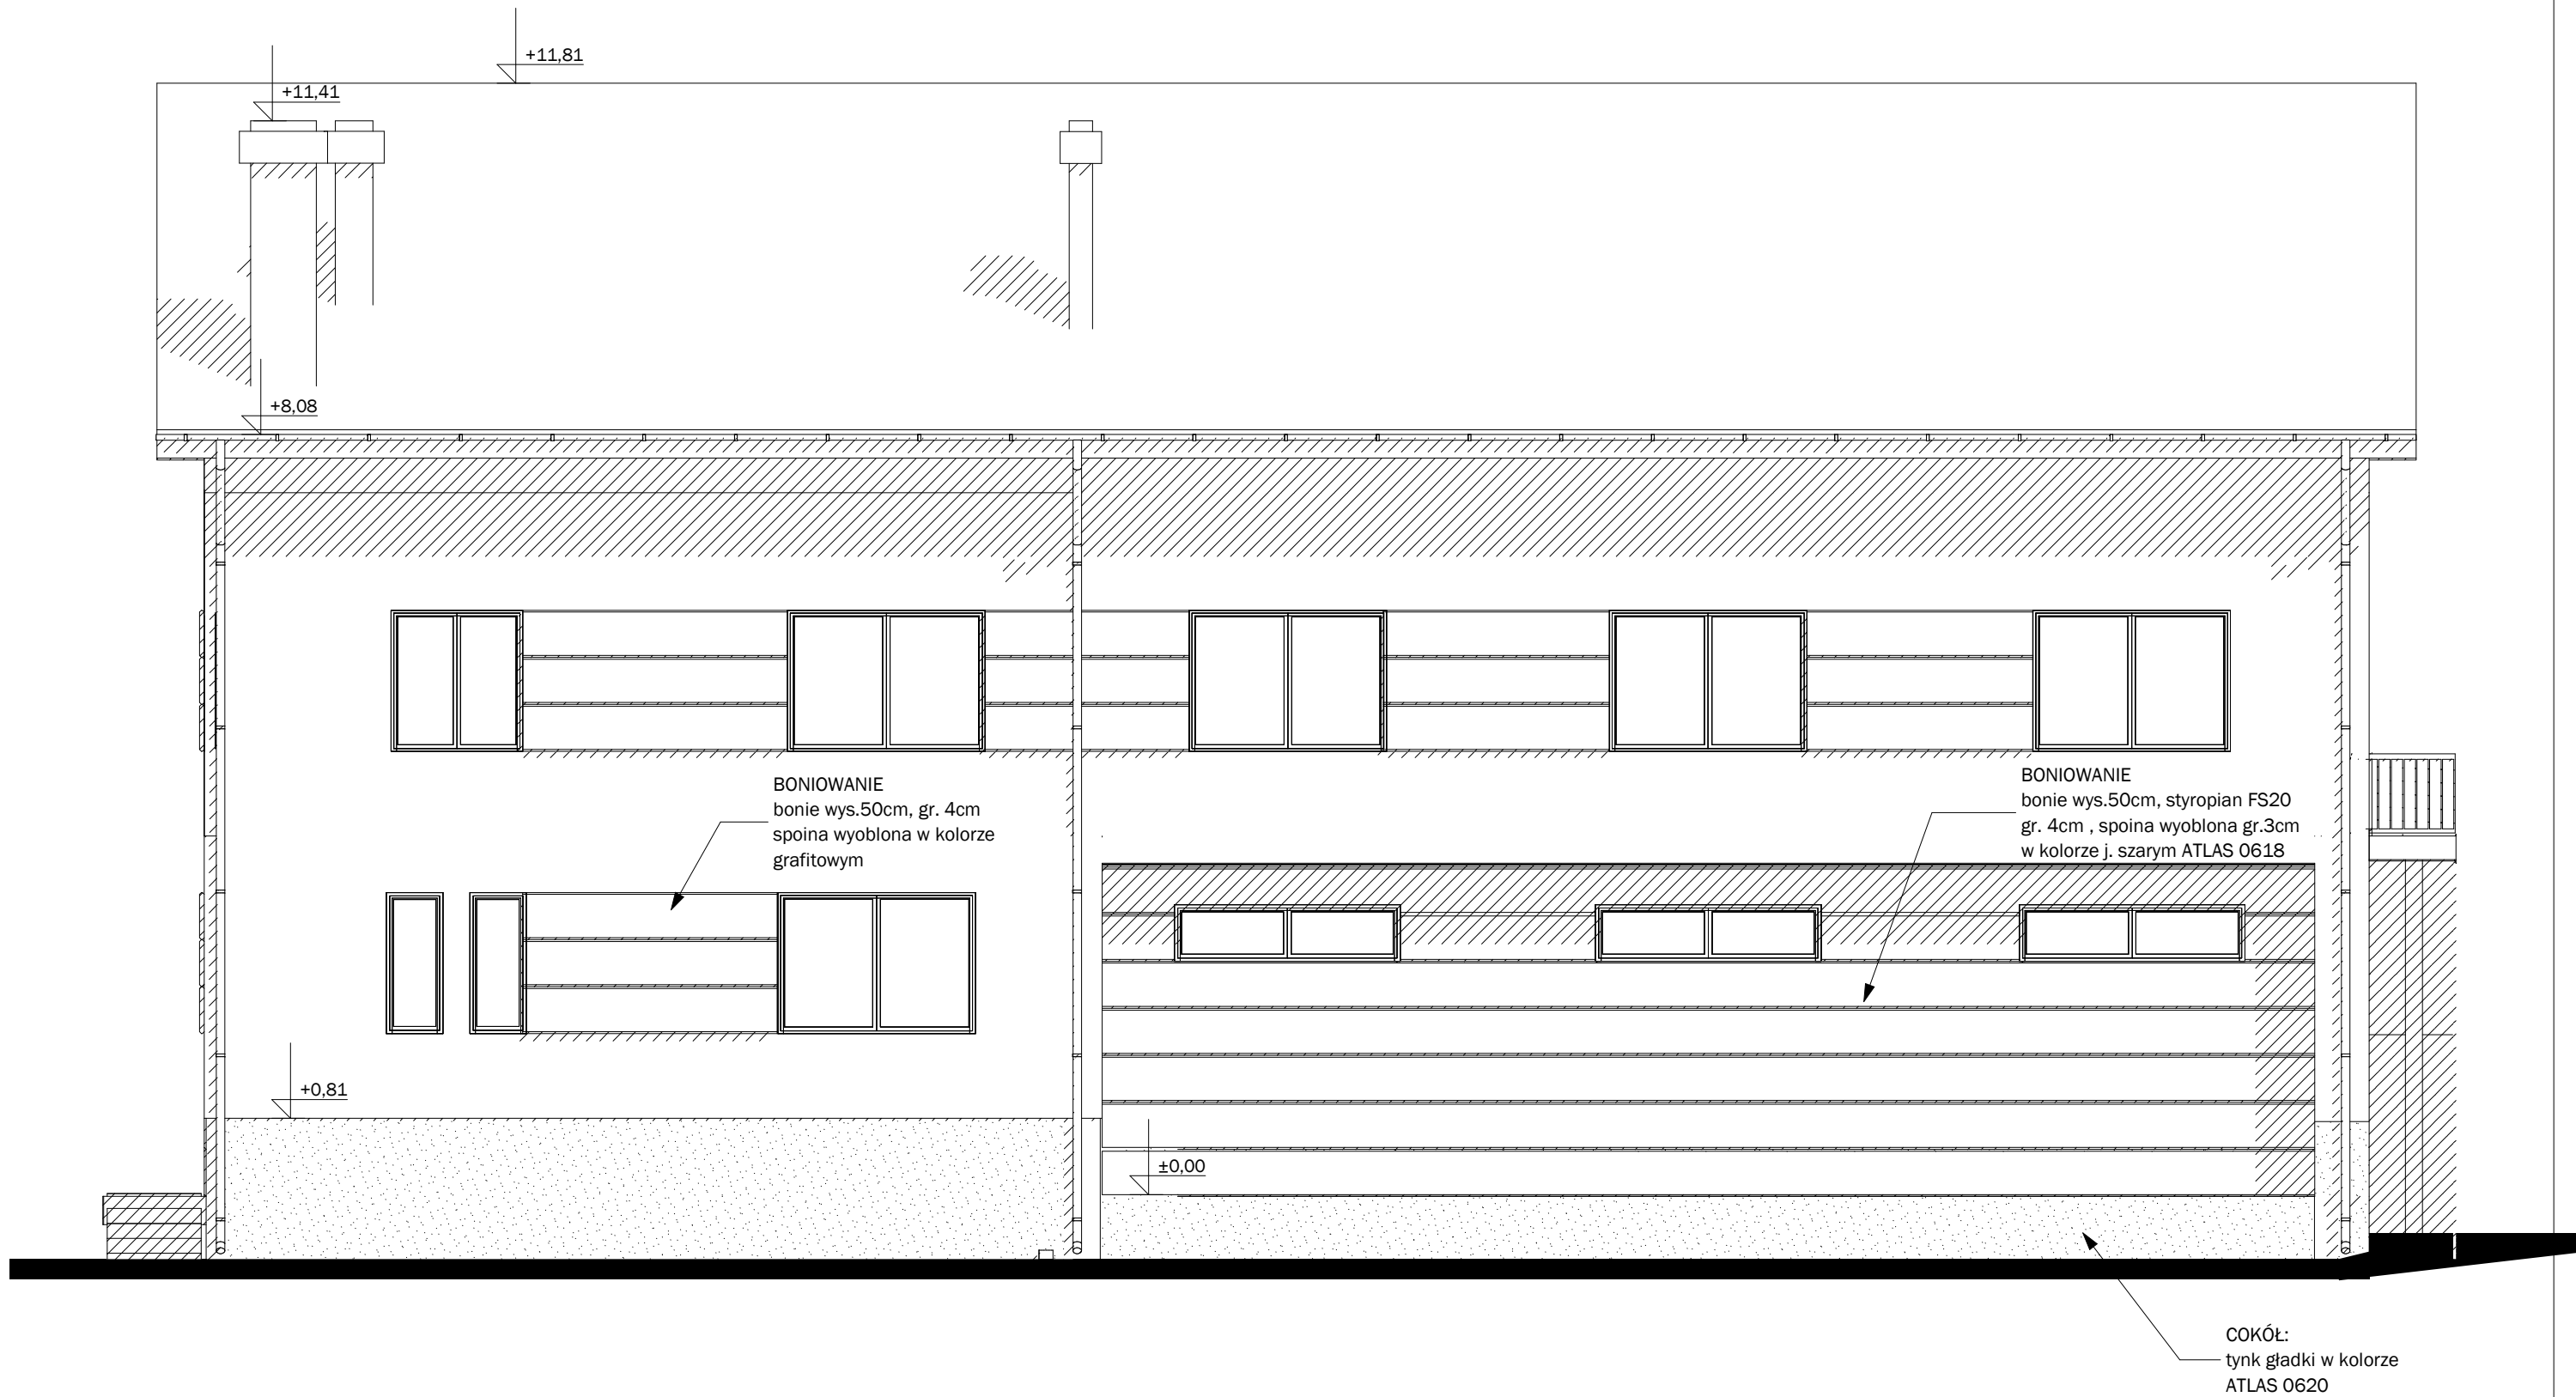 +11,81
+11,41
+8,08
BONIOWANIE
bonie wys.50cm, gr. 4cm
spoina wyoblona w kolorze
grafitowym
BONIOWANIE
bonie wys.50cm, styropian FS20
gr. 4cm , spoina wyoblona gr.3cm
w kolorze j. szarym ATLAS 0618
+0,81
±0,00
COKÓŁ:
tynk gładki w kolorze
ATLAS 0620